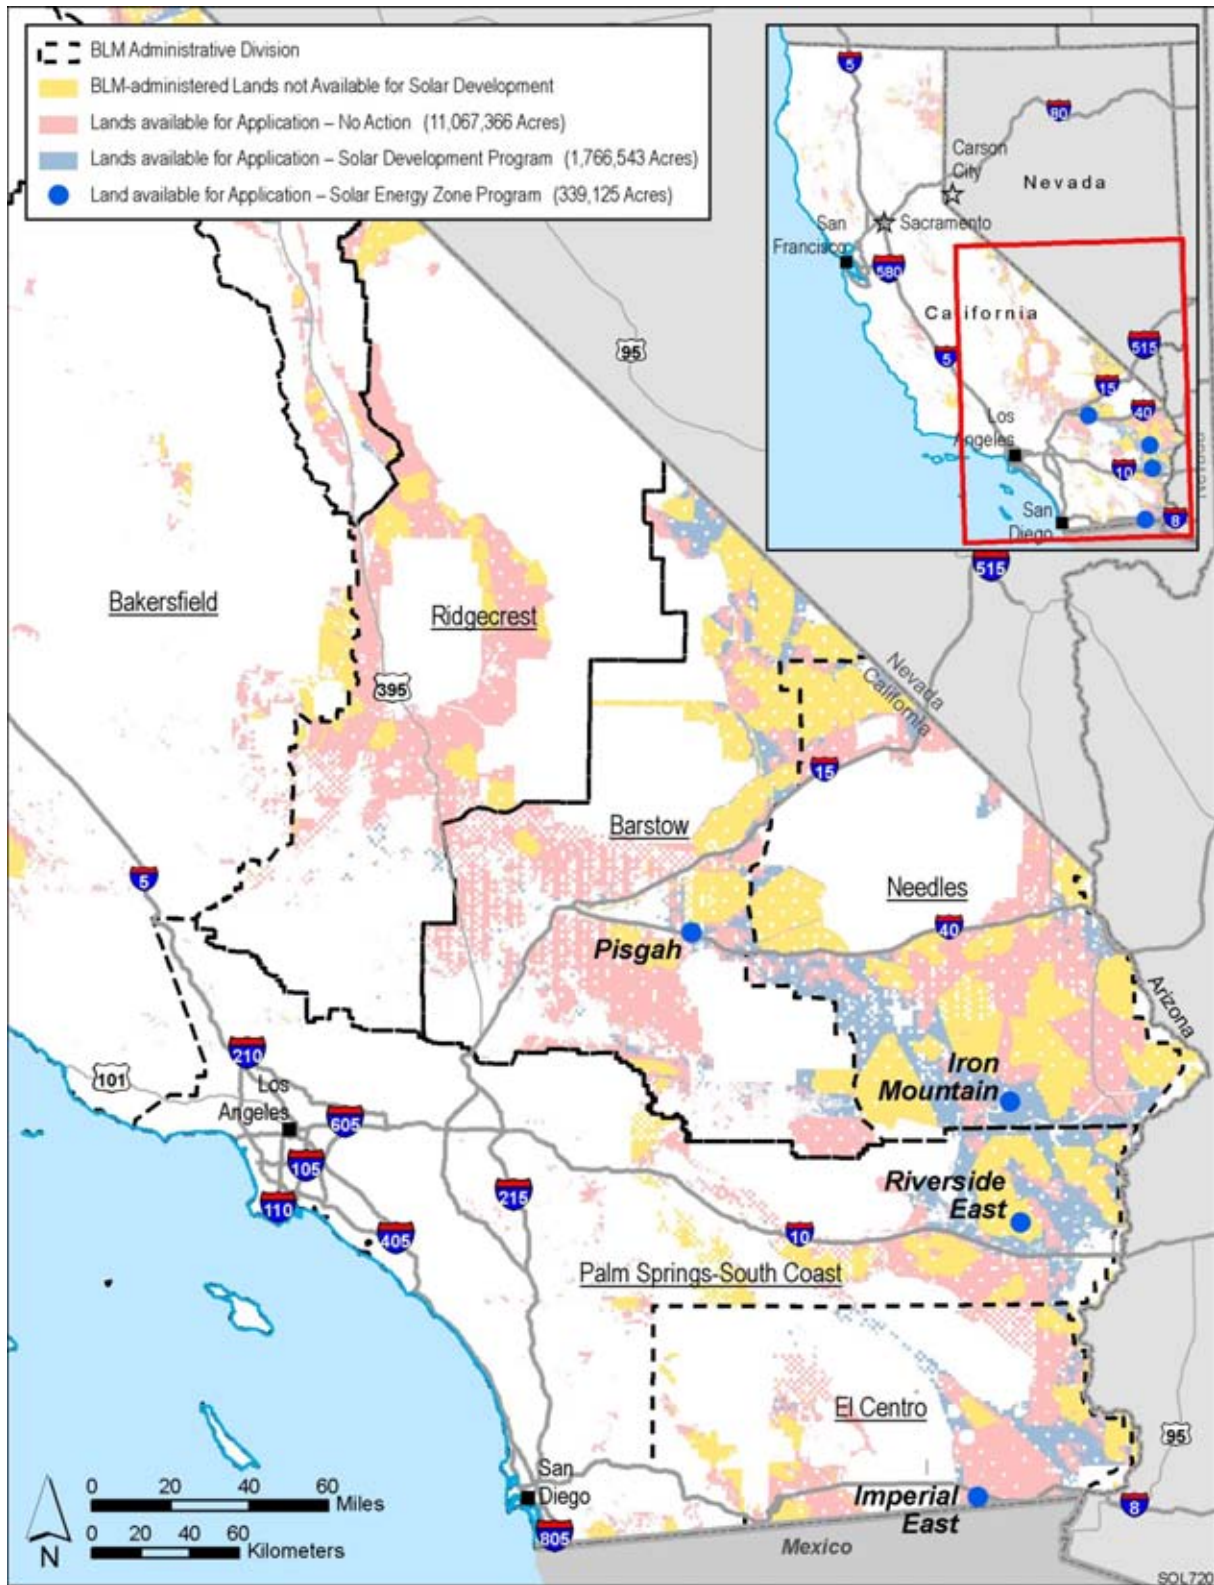 BLM Administrative Division
BLM-administered Lands not Available for Solar Development
Lands available for Application – No Action (11,067,366 Acres)
Lands available for Application – Solar Development Program (1,766,543 Acres)
Land available for Application – Solar Energy Zone Program (339,125 Acres)
5
80
Carson
City
Nevada
San
Francisco
Sacramento
580
California
5
515
15
40
Los
Angeles
10
San
Diego
8
Nevada
95
515
Bakersfield
Ridgecrest
395
Nevada
California
15
Barstow
5
Needles
40
Pisgah
Arizona
210
101
Los
Angeles
605
Iron
Mountain
105
110
215
Riverside
East
405
10
Palm Springs-South Coast
El Centro
95
0 20 40 60
Miles
0 20 40 60
Kilometers
N
San
Diego
805
Imperial
East
8
Mexico
SOL720